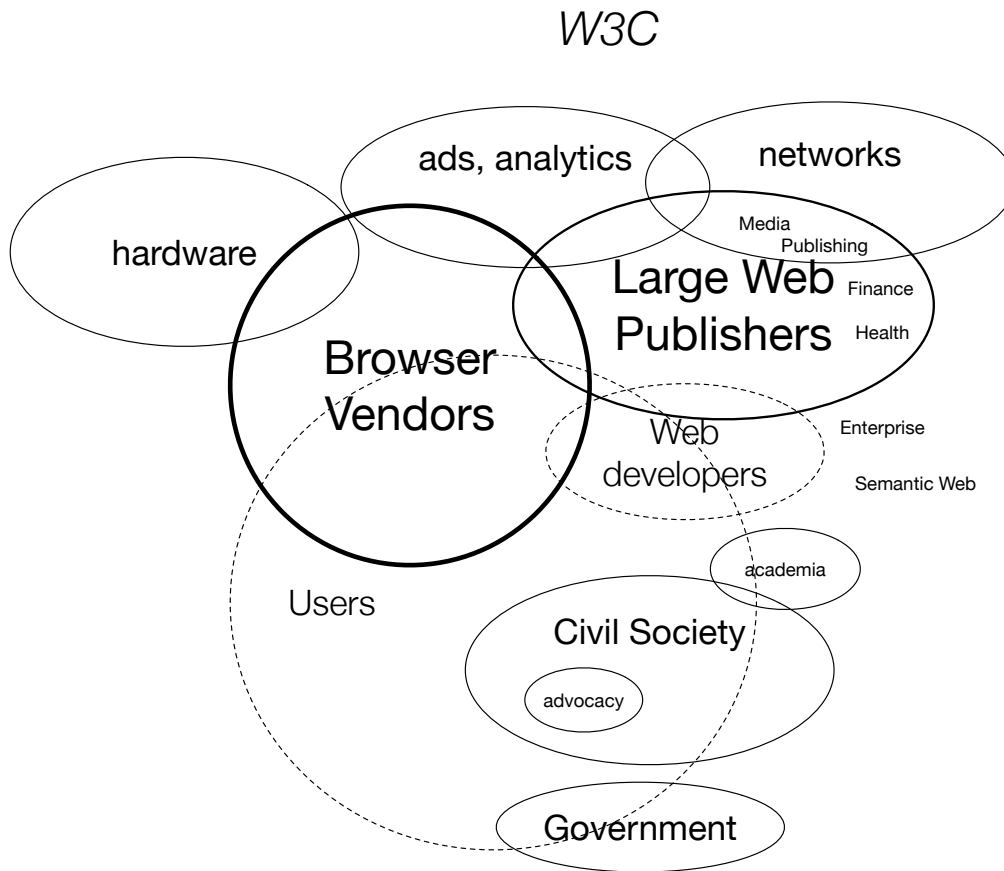 W3C
ads, analytics
networks
hardware
Media
Publishing
Large Web
Publishers
Finance
Health
Browser
Vendors
Web
developers
Enterprise
Semantic Web
academia
Users
Civil Society
advocacy
Government